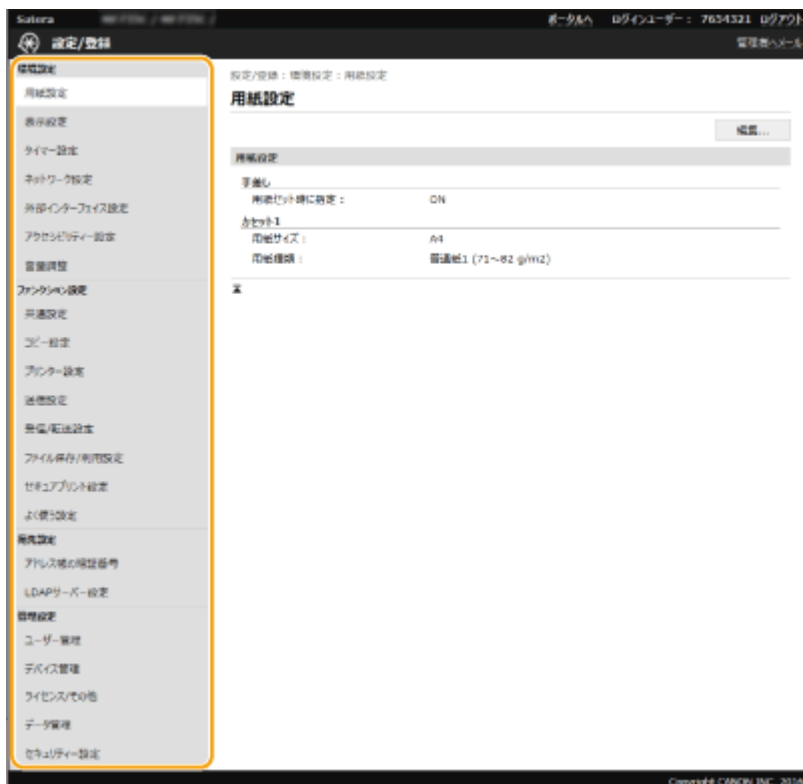 Satera
ポータルへ ログインユーザー： 7654321 ログアウト
設定/登録
管理者へメール
環境設定
用紙設定
表示設定
タイマー設定
ネットワーク設定
外部インターフェイス設定
アクセシビリティー設定
音量調整
ファンクション設定
共通設定
コピー設定
プリンター設定
送信設定
受信/転送設定
ファイル保存/利用設定
セキュアプリント設定
よく使う設定
宛先設定
アドレス帳の暗証番号
LDAPサーバー設定
管理設定
ユーザー管理
デバイス管理
ライセンス/その他
データ管理
セキュリティー設定
設定/登録：環境設定：用紙設定
用紙設定
編集...
用紙設定
手差し
用紙セット時に指定： ON
カセット1
用紙サイズ： A4
用紙種類： 普通紙1 (71～82 g/m2)
Copyright CANON INC. 2016